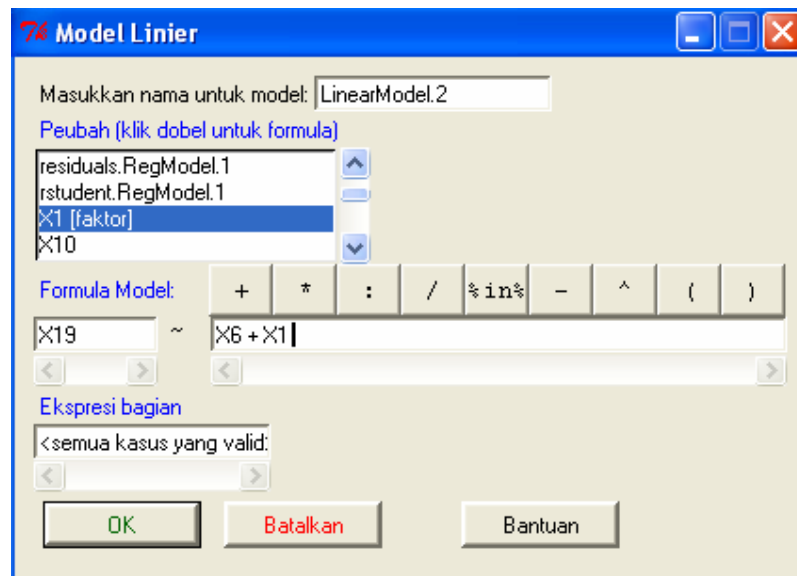 Model Linier
Masukkan nama untuk model: LinearModel.2
Peubah (klik dobel untuk formula)
residuals.RegModel.1
rstudent.RegModel.1
X1 [faktor]
X10
Formula Model: + * : / %in% - ^ ( )
X19 ~ X6 + X1
Ekspresi bagian
<semua kasus yang valid:
OK Batalkan Bantuan